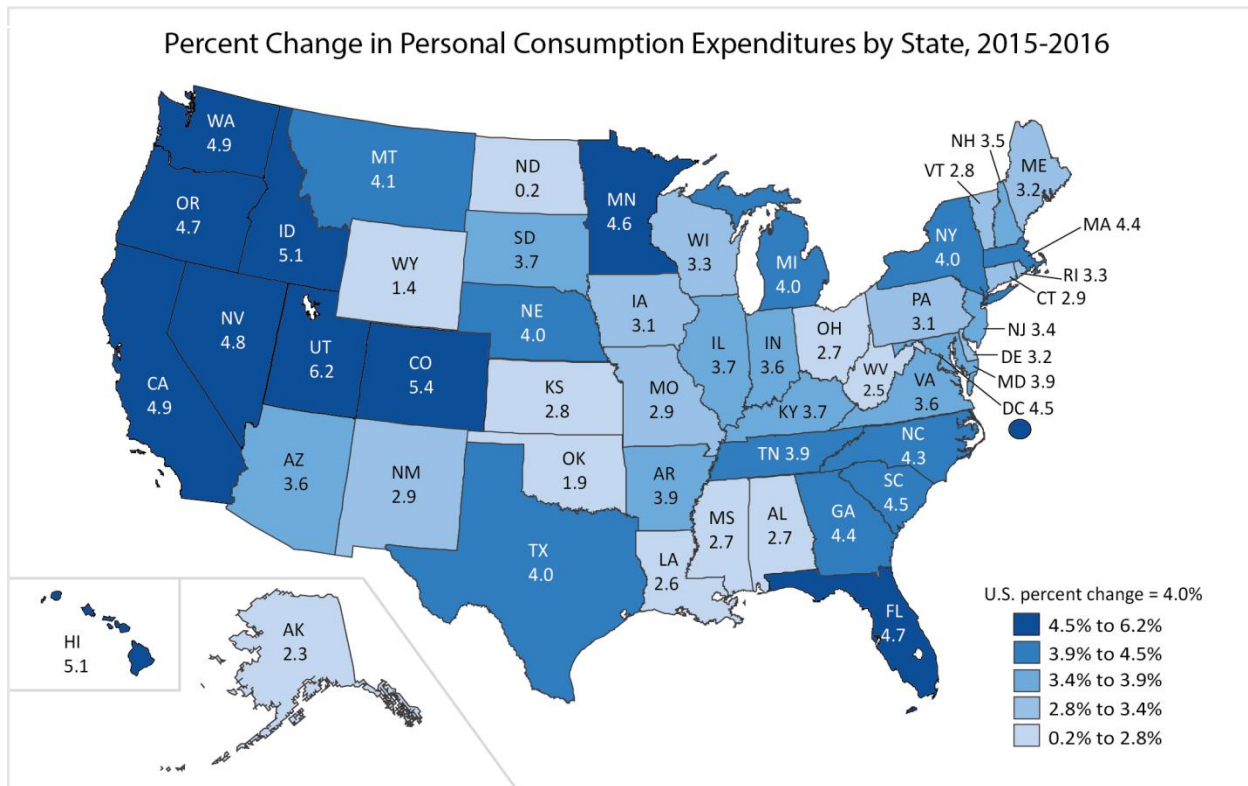 Percent Change in Personal Consumption Expenditures by State, 2015-2016
WA
4.9
OR
4.7
CA
4.9
NV
4.8
ID
5.1
MT
4.1
WY
1.4
UT
6.2
CO
5.4
AZ
3.6
NM
2.9
ND
0.2
SD
3.7
NE
4.0
KS
2.8
OK
1.9
TX
4.0
MN
4.6
IA
3.1
MO
2.9
AR
3.9
LA
2.6
WI
3.3
IL
3.7
MI
4.0
IN
3.6
OH
2.7
KY 3.7
TN 3.9
MS
2.7
AL
2.7
GA
4.4
FL
4.7
SC
4.5
NC
4.3
VA
3.6
WV
2.5
PA
3.1
NY
4.0
VT 2.8
NH 3.5
ME
3.2
MA 4.4
RI 3.3
CT 2.9
NJ 3.4
DE 3.2
MD 3.9
DC 4.5
HI
5.1
AK
2.3
U.S. percent change = 4.0%
4.5% to 6.2%
3.9% to 4.5%
3.4% to 3.9%
2.8% to 3.4%
0.2% to 2.8%